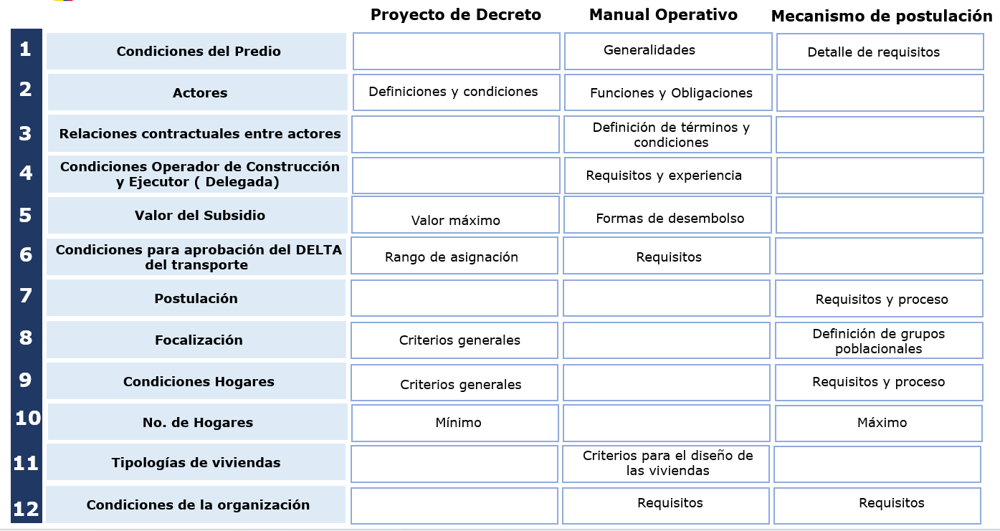 Proyecto de Decreto
Manual Operativo
Mecanismo de postulación
1
Condiciones del Predio
Generalidades
Detalle de requisitos
2
Actores
Definiciones y condiciones
Funciones y Obligaciones
3
Relaciones contractuales entre actores
Definición de términos y
condiciones
4
Condiciones Operador de Construcción
y Ejecutor ( Delegada)
Requisitos y experiencia
5
Valor del Subsidio
Valor máximo
Formas de desembolso
6
Condiciones para aprobación del DELTA
del transporte
Rango de asignación
Requisitos
7
Postulación
Requisitos y proceso
8
Focalización
Criterios generales
Definición de grupos
poblacionales
9
Condiciones Hogares
Criterios generales
Requisitos y proceso
10
No. de Hogares
Mínimo
Máximo
11
Tipologías de viviendas
Criterios para el diseño de
las viviendas
12
Condiciones de la organización
Requisitos
Requisitos